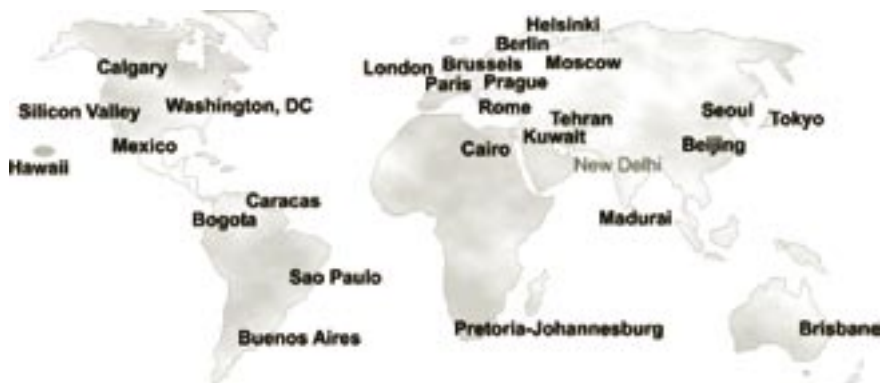 Helsinki
Berlin
Calgary
London
Brussels
Moscow
Paris
Prague
Silicon Valley
Washington, DC
Rome
Tehran
Seoul
Tokyo
Mexico
Cairo
Kuwait
Beijing
Hawaii
New Delhi
Caracas
Bogota
Madurai
Sao Paulo
Buenos Aires
Pretoria-Johannesburg
Brisbane